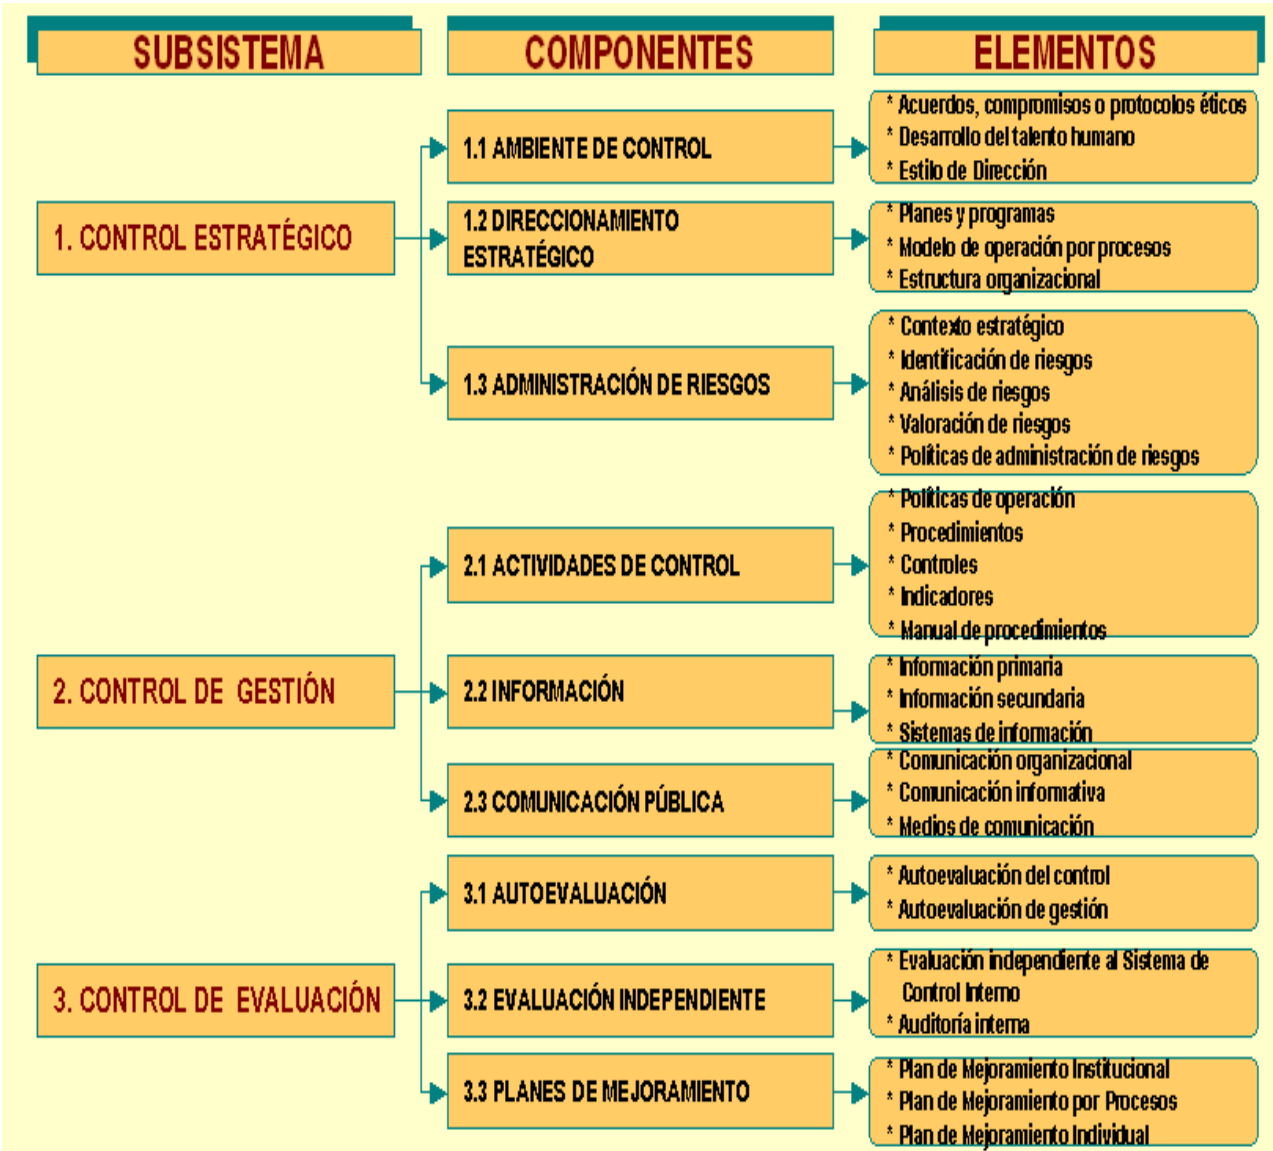 SUBSISTEMA
COMPONENTES
ELEMENTOS
1. CONTROL ESTRATÉGICO
1.1 AMBIENTE DE CONTROL
* Acuerdos, compromisos o protocolos éticos
* Desarrollo del talento humano
* Estilo de Dirección
1.2 DIRECCIONAMIENTO
ESTRATÉGICO
* Planes y programas
* Modelo de operación por procesos
* Estructura organizacional
1.3 ADMINISTRACIÓN DE RIESGOS
* Contexto estratégico
* Identificación de riesgos
* Análisis de riesgos
* Valoración de riesgos
* Políticas de administración de riesgos
2. CONTROL DE GESTIÓN
2.1 ACTIVIDADES DE CONTROL
* Políticas de operación
* Procedimientos
* Controles
* Indicadores
* Manual de procedimientos
2.2 INFORMACIÓN
* Información primaria
* Información secundaria
* Sistemas de información
2.3 COMUNICACIÓN PÚBLICA
* Comunicación organizacional
* Comunicación informativa
* Medios de comunicación
3. CONTROL DE EVALUACIÓN
3.1 AUTOEVALUACIÓN
* Autoevaluación del control
* Autoevaluación de gestión
3.2 EVALUACIÓN INDEPENDIENTE
* Evaluación independiente al Sistema de
Control Interno
* Auditoría interna
3.3 PLANES DE MEJORAMIENTO
* Plan de Mejoramiento Institucional
* Plan de Mejoramiento por Procesos
* Plan de Mejoramiento Individual